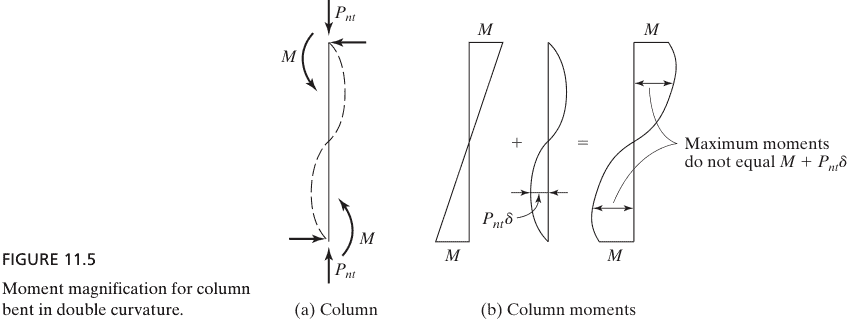 P_nt
M
M
P_nt
(a) Column
M
M
+
P_ntδ
=
M
M
Maximum moments
do not equal M + P_ntδ
(b) Column moments
FIGURE 11.5
Moment magnification for column
bent in double curvature.